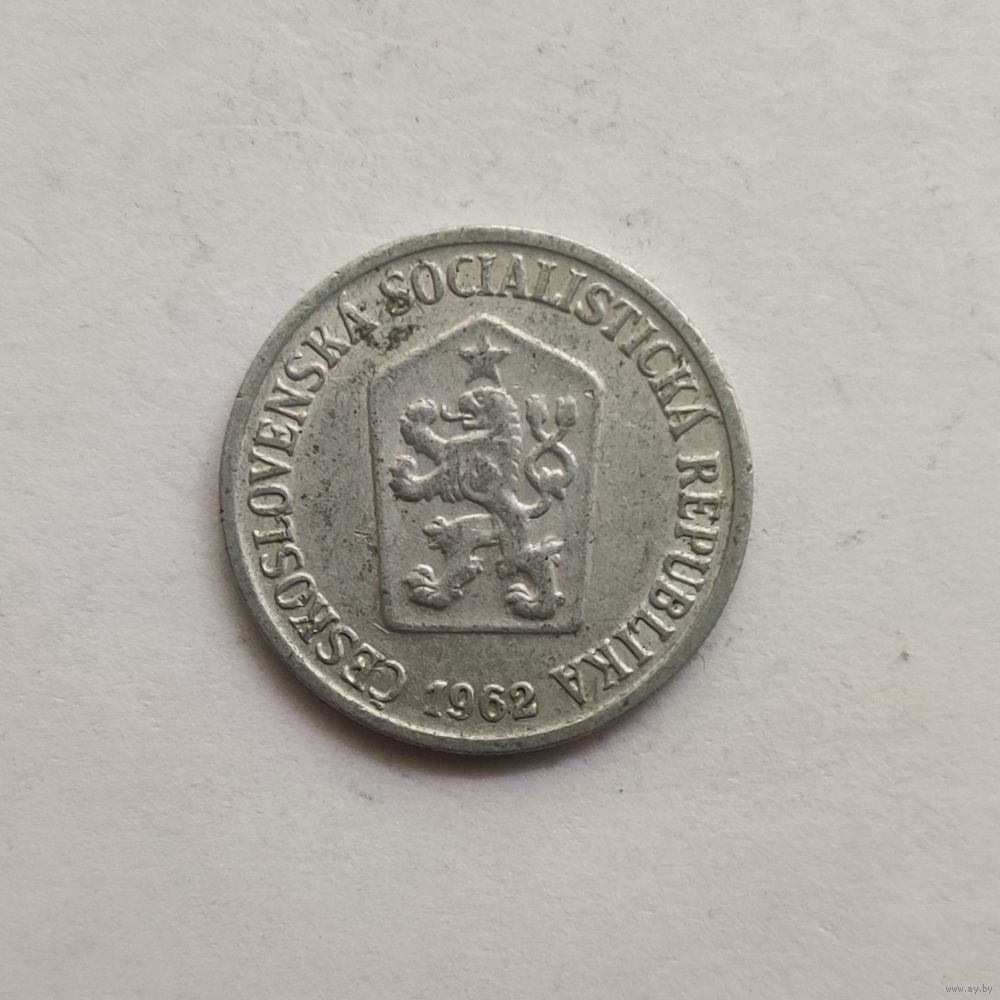 ČESKOSLOVENSKÁ SOCIALISTICKÁ REPUBLIKA
1962
www.ay.by